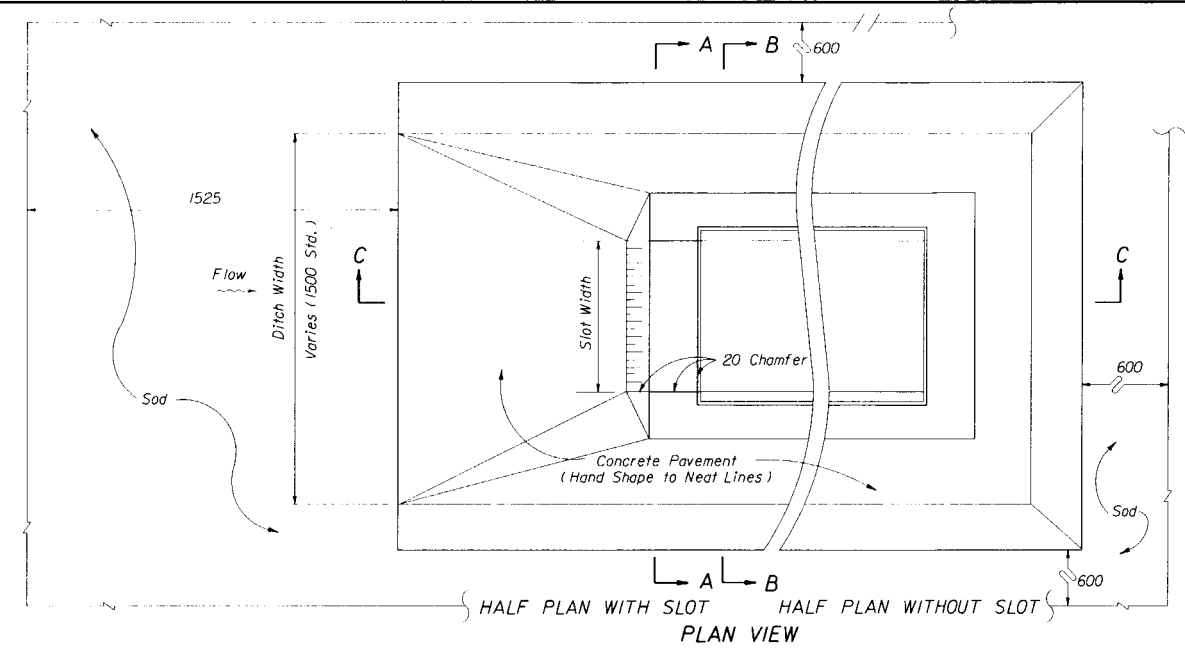 A B
600
1525
Flow
C
Ditch Width
Varies (1500 Std.)
Slot Width
20 Chamfer
C
600
Sod
Concrete Pavement
(Hand Shape to Neat Lines)
Sod
A B
600
HALF PLAN WITH SLOT
HALF PLAN WITHOUT SLOT
PLAN VIEW